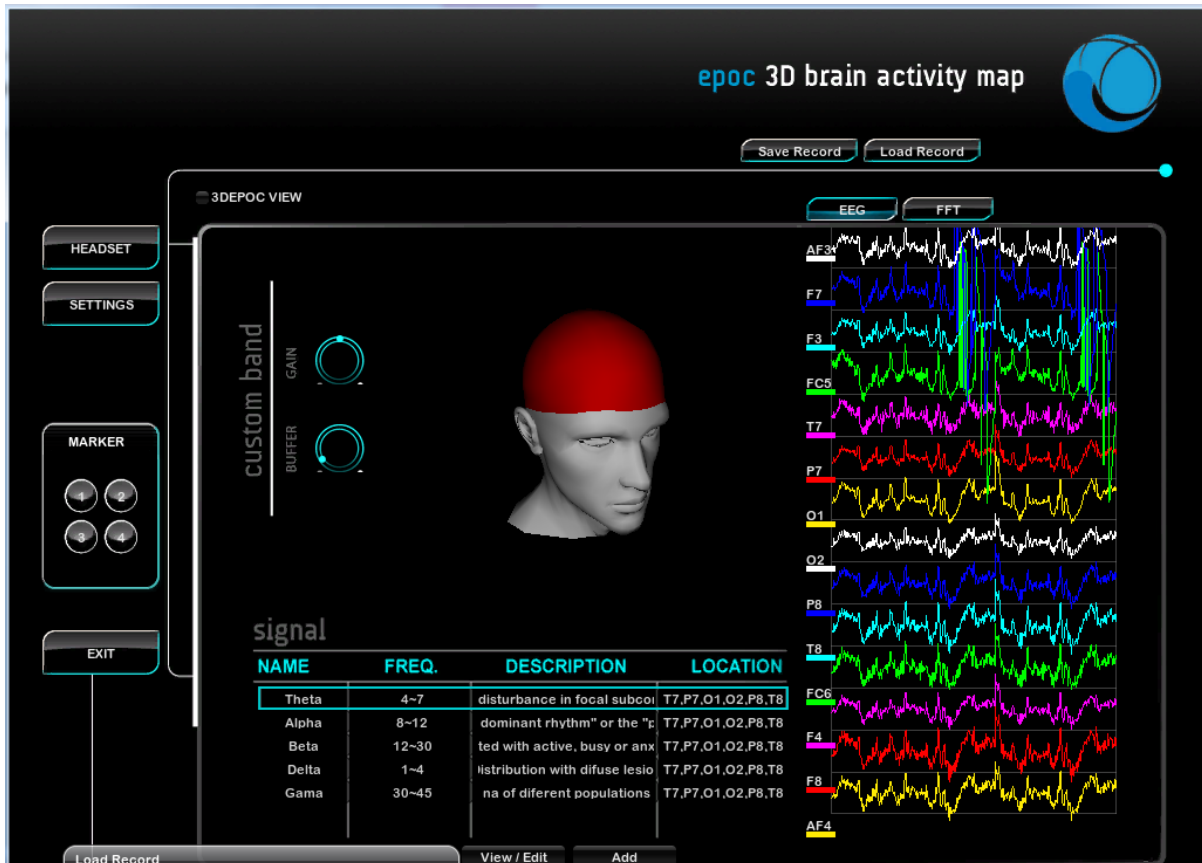 epoc 3D brain activity map
Save Record
Load Record
3DEPOC VIEW
EEG
FFT
HEADSET
SETTINGS
MARKER
1 2
3 4
EXIT
custom band
GAIN
BUFFER
AF3
F7
F3
FC5
T7
P7
O1
O2
P8
T8
FC6
F4
F8
AF4
signal
NAME FREQ. DESCRIPTION LOCATION
Theta 4~7 disturbance in focal subcor T7,P7,O1,O2,P8,T8
Alpha 8~12 dominant rhythm" or the "p T7,P7,O1,O2,P8,T8
Beta 12~30 ted with active, busy or anx T7,P7,O1,O2,P8,T8
Delta 1~4 istribution with difuse lesio T7,P7,O1,O2,P8,T8
Gama 30~45 na of diferent populations T7,P7,O1,O2,P8,T8
Load Record
View / Edit
Add